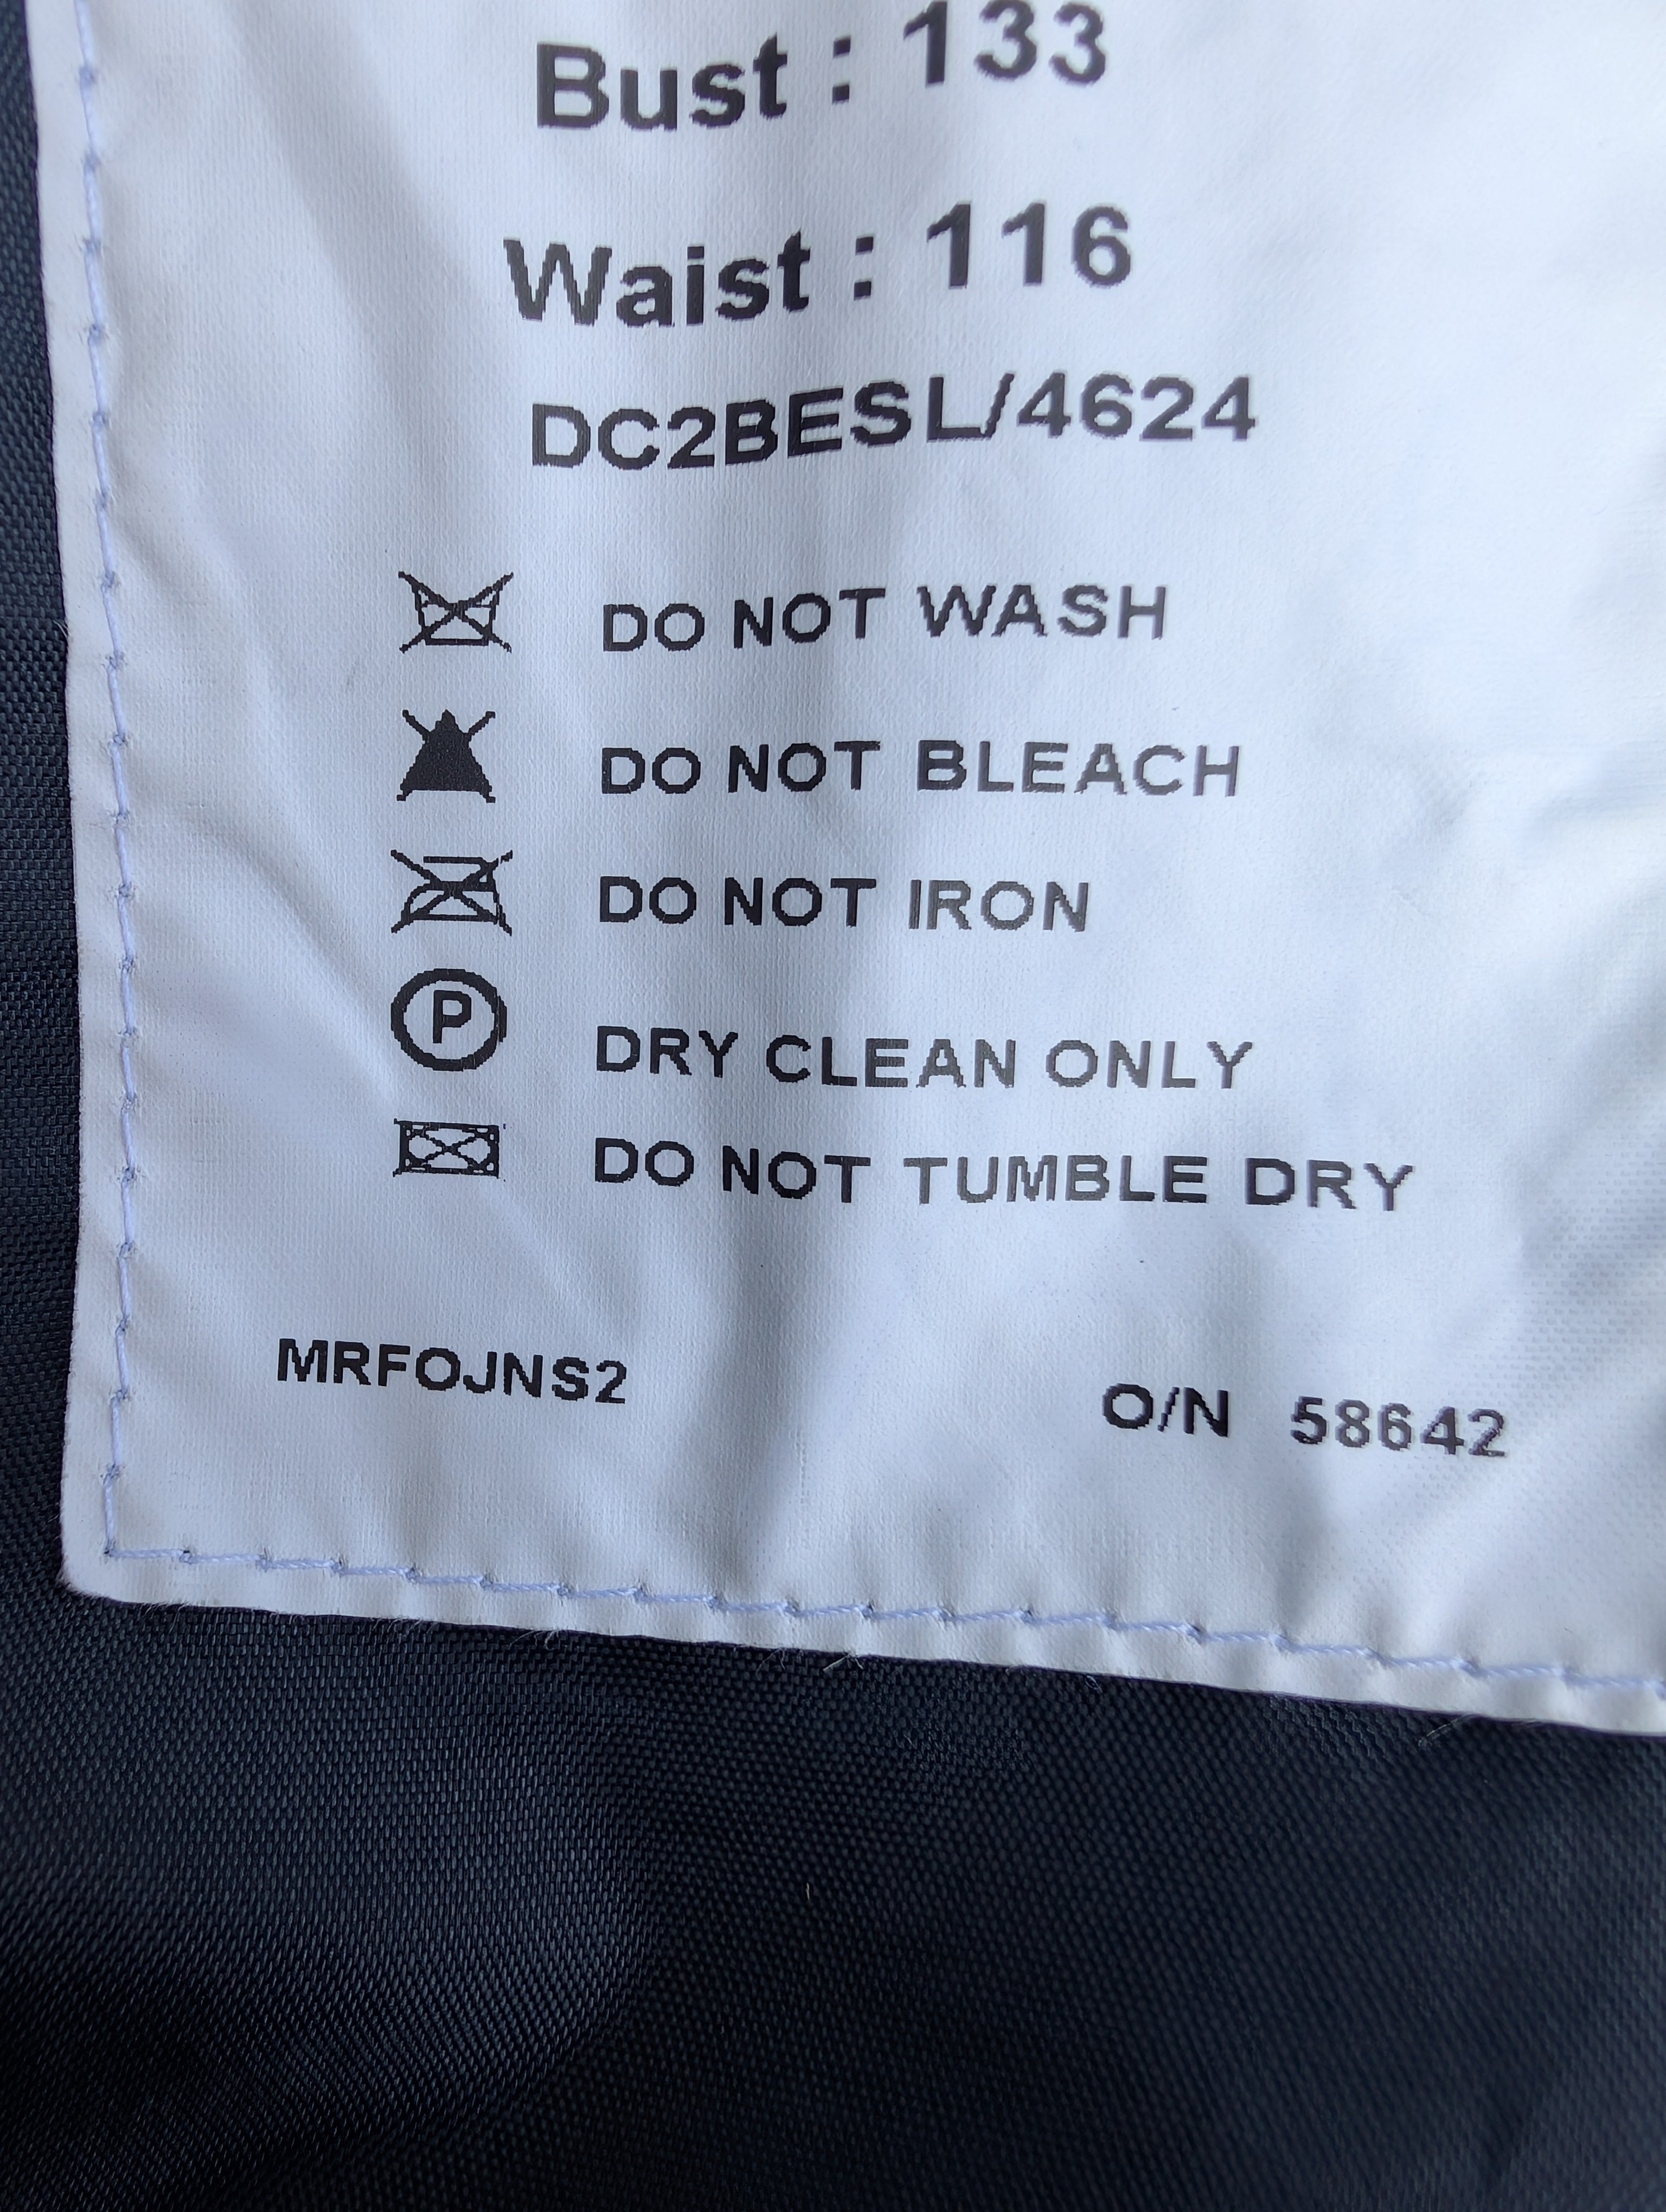 Bust : 133
Waist : 116
DC2BESL/4624
DO NOT WASH
DO NOT BLEACH
DO NOT IRON
P DRY CLEAN ONLY
DO NOT TUMBLE DRY
MRFOJNS2 O/N 58642